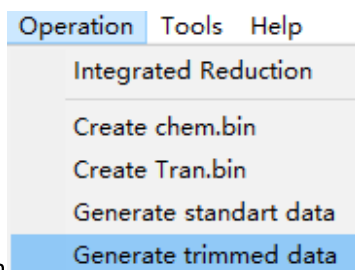 Operation Tools Help
Integrated Reduction
Create chem.bin
Create Tran.bin
Generate standart data
Generate trimmed data